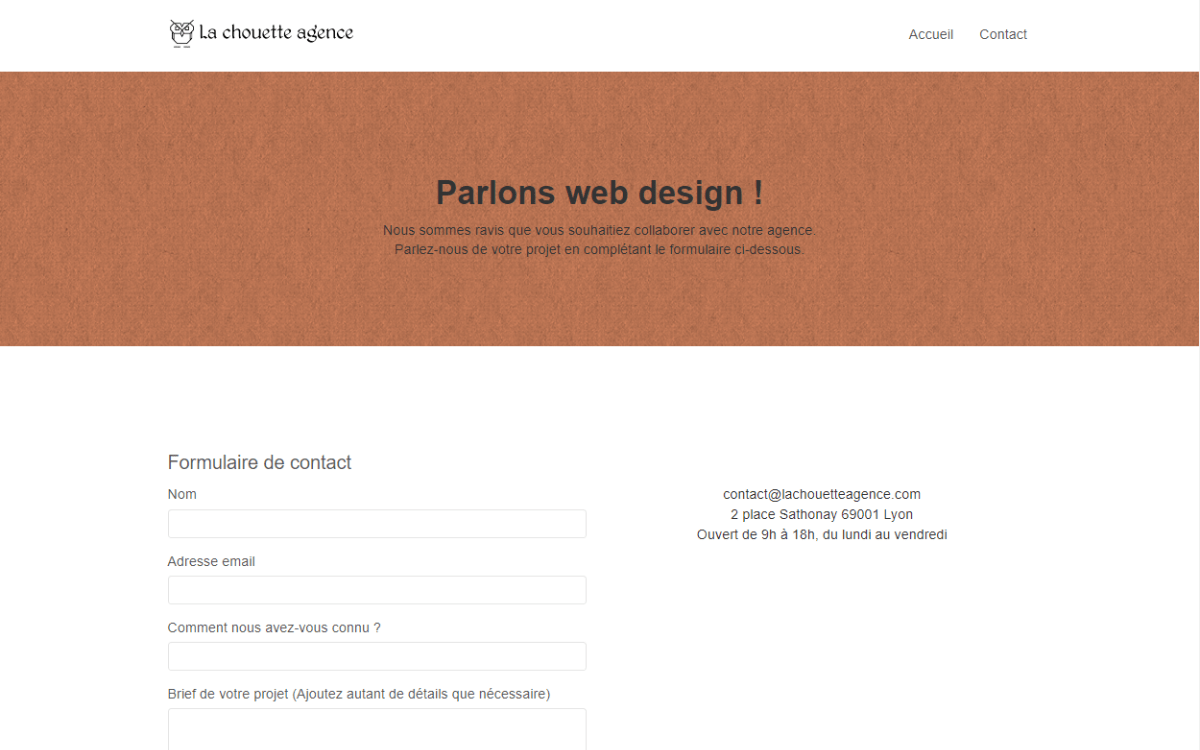 La chouette agence
Accueil
Contact
Parlons web design !
Nous sommes ravis que vous souhaitiez collaborer avec notre agence.
Parlez-nous de votre projet en complétant le formulaire ci-dessous.
Formulaire de contact
Nom
Adresse email
Comment nous avez-vous connu ?
Brief de votre projet (Ajoutez autant de détails que nécessaire)
contact@lachouetteagence.com
2 place Sathonay 69001 Lyon
Ouvert de 9h à 18h, du lundi au vendredi